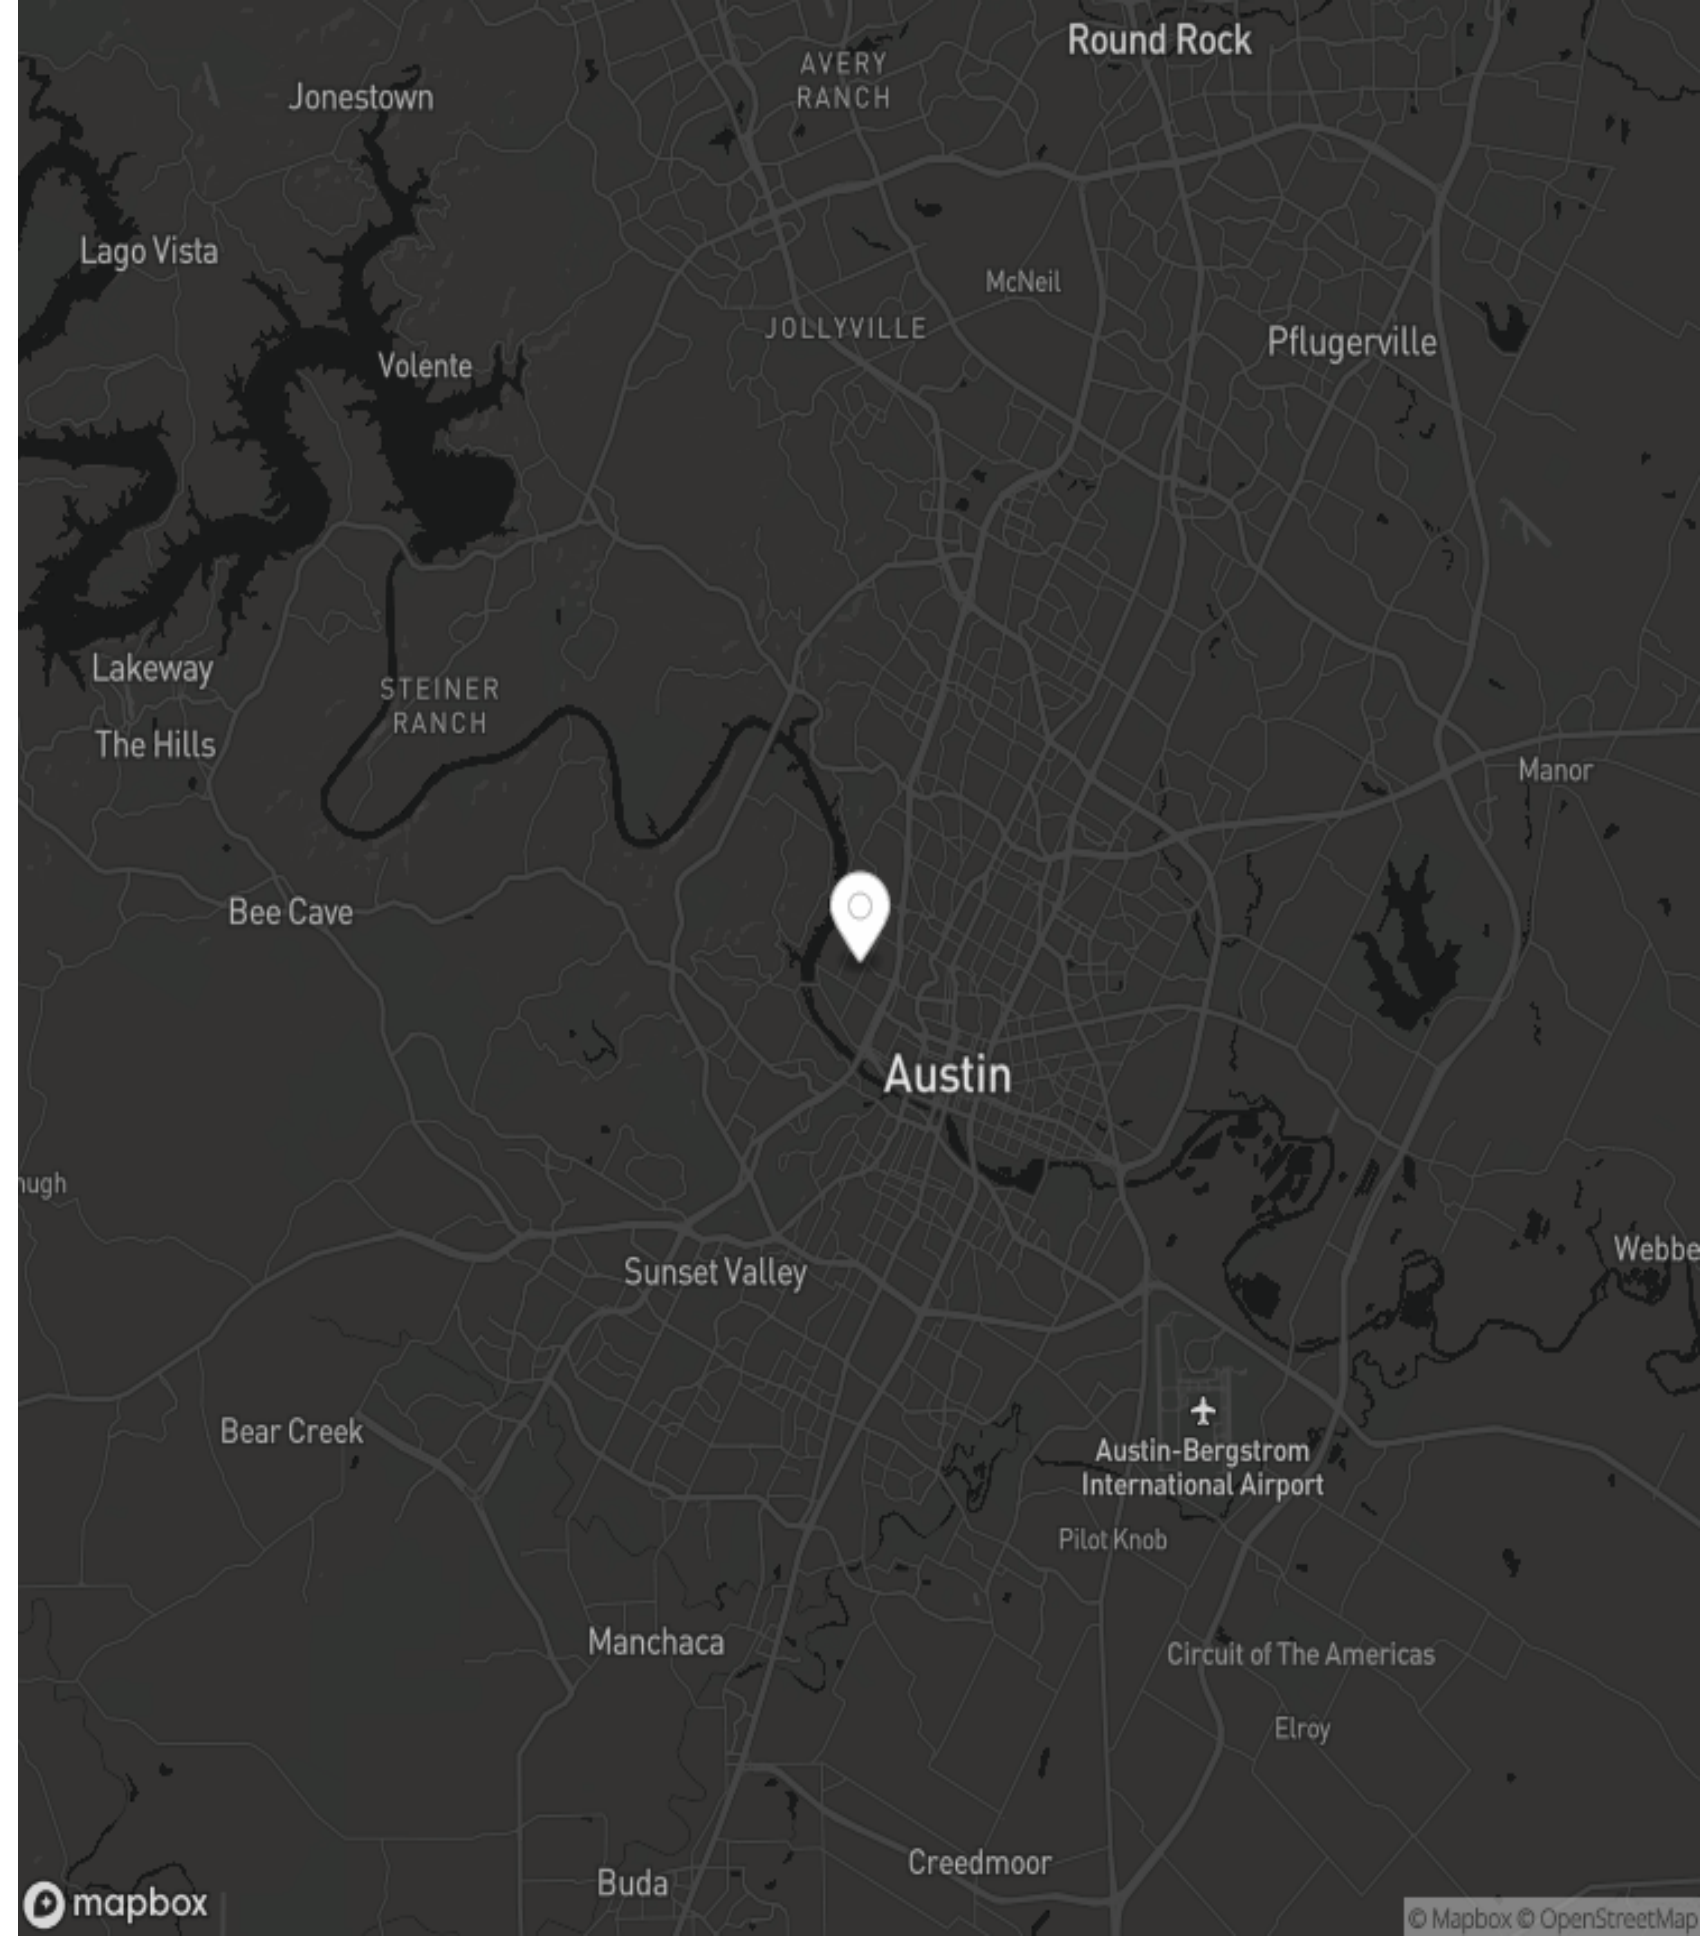 Round Rock
AVERY
RANCH
Jonestown
Lago Vista
McNeil
JOLLYVILLE
Pflugerville
Volente
Lakeway
STEINER
RANCH
The Hills
Manor
Bee Cave
Austin
ugh
Webbe
Sunset Valley
Bear Creek
Austin-Bergstrom
International Airport
Pilot Knob
Manchaca
Circuit of The Americas
Elroy
Creedmoor
Buda
mapbox
© Mapbox © OpenStreetMap